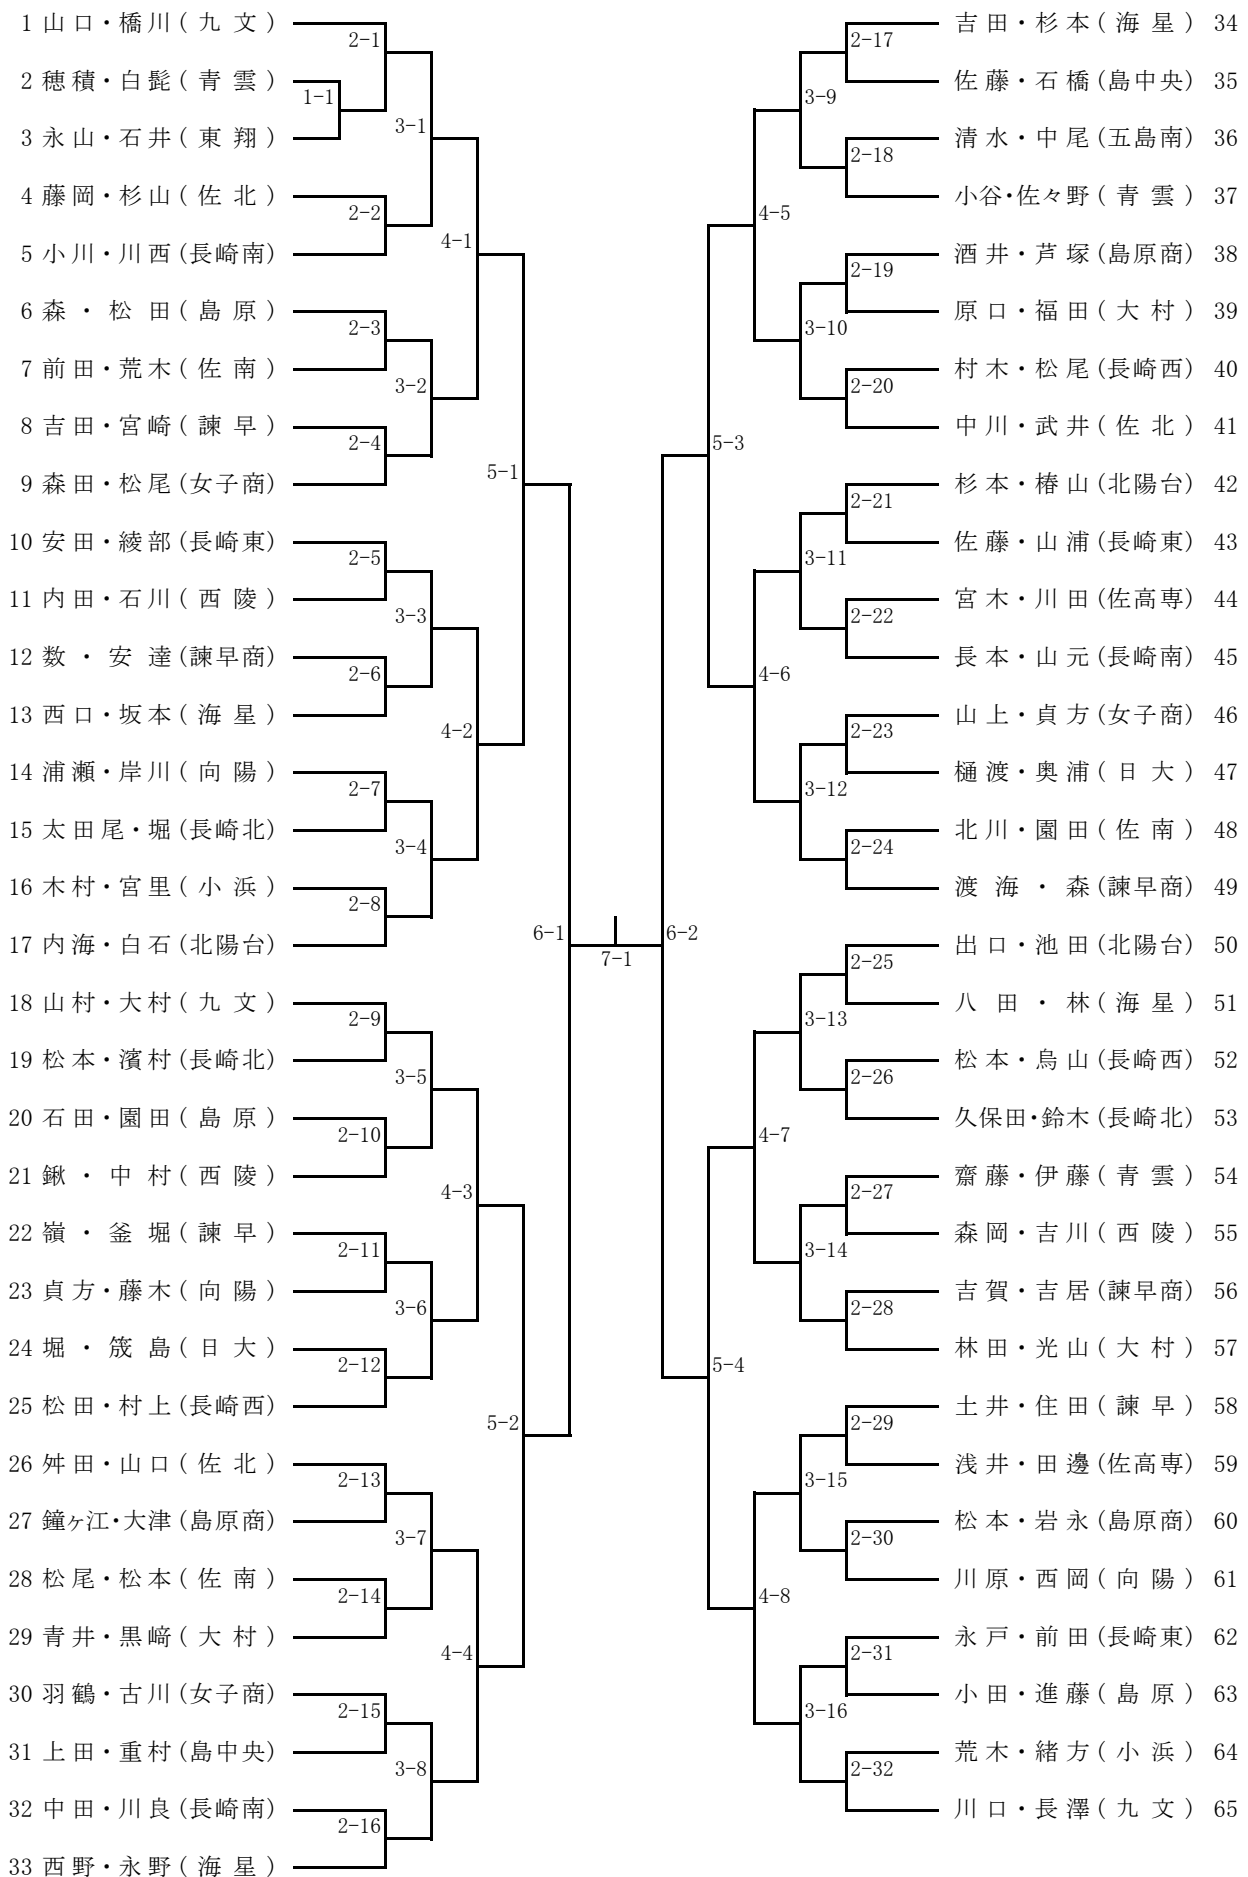 1 山口・橋川(九文)
2 穂積・白髭(青雲)
3 永山・石井(東翔)
4 藤岡・杉山(佐北)
5 小川・川西(長崎南)
6 森・松田(島原)
7 前田・荒木(佐南)
8 吉田・宮崎(諫早)
9 森田・松尾(女子商)
10 安田・綾部(長崎東)
11 内田・石川(西陵)
12 数・安達(諫早商)
13 西口・坂本(海星)
14 浦瀬・岸川(向陽)
15 太田尾・堀(長崎北)
16 木村・宮里(小浜)
17 内海・白石(北陽台)
18 山村・大村(九文)
19 松本・濱村(長崎北)
20 石田・園田(島原)
21 鍬・中村(西陵)
22 嶺・釜堀(諫早)
23 貞方・藤木(向陽)
24 堀・筬島(日大)
25 松田・村上(長崎西)
26 舛田・山口(佐北)
27 鐘ヶ江・大津(島原商)
28 松尾・松本(佐南)
29 青井・黒﨑(大村)
30 羽鶴・古川(女子商)
31 上田・重村(島中央)
32 中田・川良(長崎南)
33 西野・永野(海星)
1-1
2-1
2-2
2-3
2-4
2-5
2-6
2-7
2-8
2-9
2-10
2-11
2-12
2-13
2-14
2-15
2-16
3-1
3-2
3-3
3-4
3-5
3-6
3-7
3-8
4-1
4-2
4-3
4-4
5-1
5-2
6-1
7-1
6-2
5-3
5-4
4-5
4-6
4-7
4-8
3-9
3-10
3-11
3-12
3-13
3-14
3-15
3-16
2-17
2-18
2-19
2-20
2-21
2-22
2-23
2-24
2-25
2-26
2-27
2-28
2-29
2-30
2-31
2-32
吉田・杉本(海星) 34
佐藤・石橋(島中央) 35
清水・中尾(五島南) 36
小谷・佐々野(青雲) 37
酒井・芦塚(島原商) 38
原口・福田(大村) 39
村木・松尾(長崎西) 40
中川・武井(佐北) 41
杉本・椿山(北陽台) 42
佐藤・山浦(長崎東) 43
宮木・川田(佐高専) 44
長本・山元(長崎南) 45
山上・貞方(女子商) 46
樋渡・奥浦(日大) 47
北川・園田(佐南) 48
渡海・森(諫早商) 49
出口・池田(北陽台) 50
八田・林(海星) 51
松本・烏山(長崎西) 52
久保田・鈴木(長崎北) 53
齋藤・伊藤(青雲) 54
森岡・吉川(西陵) 55
吉賀・吉居(諫早商) 56
林田・光山(大村) 57
土井・住田(諫早) 58
浅井・田邊(佐高専) 59
松本・岩永(島原商) 60
川原・西岡(向陽) 61
永戸・前田(長崎東) 62
小田・進藤(島原) 63
荒木・緒方(小浜) 64
川口・長澤(九文) 65